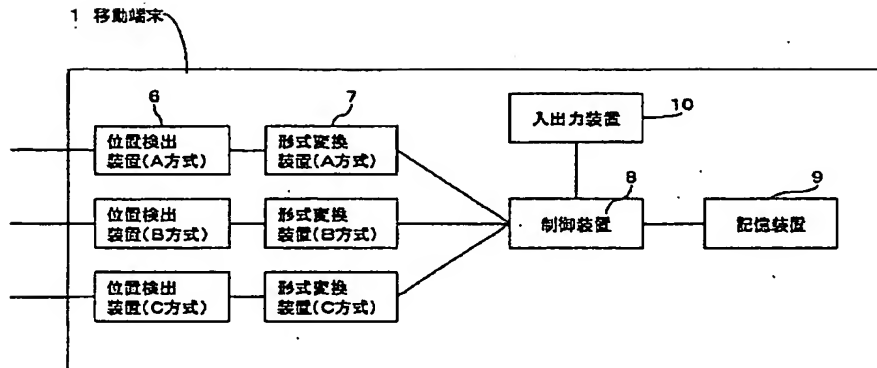 1 移動端末
6
7
10
位置検出
装置(A方式)
形式変換
装置(A方式)
入出力装置
8
9
位置検出
装置(B方式)
形式変換
装置(B方式)
制御装置
記憶装置
位置検出
装置(C方式)
形式変換
装置(C方式)